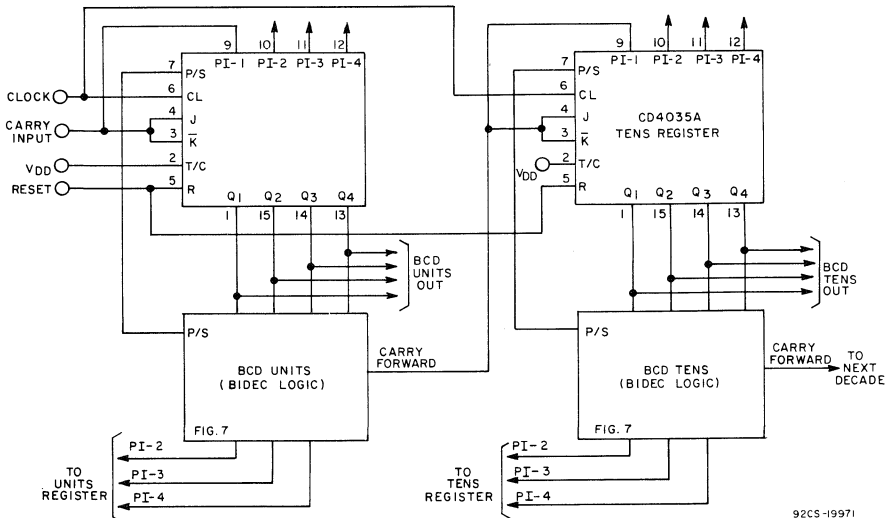 9 10 11 12
PI-1 PI-2 PI-3 PI-4
7 P/S
CLOCK 6 CL
4 J
CARRY INPUT 3 K̅
VDD 2 T/C
RESET 5 R
Q1 Q2 Q3 Q4
1 15 14 13
BCD
UNITS
OUT
P/S
BCD UNITS
(BIDEC LOGIC)
FIG. 7
CARRY
FORWARD
PI-2
PI-3
PI-4
TO
UNITS
REGISTER
9 10 11 12
PI-1 PI-2 PI-3 PI-4
7 P/S
6 CL
4 J
3 K̅
CD4035A
TENS REGISTER
VDD 2 T/C
5 R
Q1 Q2 Q3 Q4
1 15 14 13
BCD
TENS
OUT
P/S
BCD TENS
(BIDEC LOGIC)
FIG. 7
CARRY
FORWARD
TO
NEXT
DECADE
PI-2
PI-3
PI-4
TO
TENS
REGISTER
92CS-19971